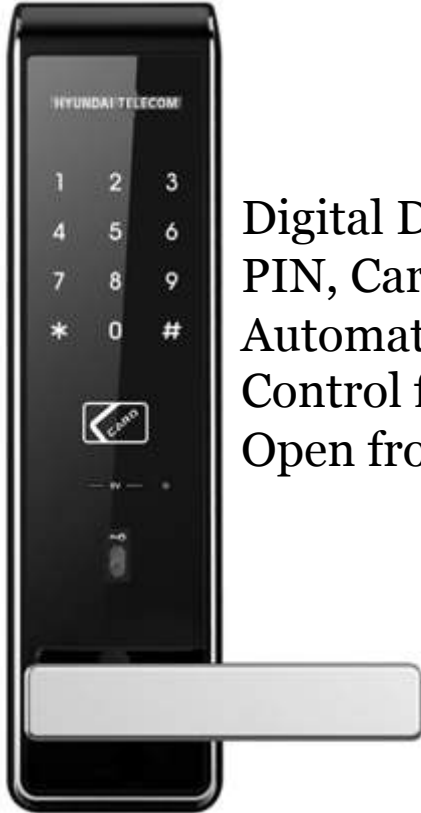 HYUNDAI TELECOM
1 2 3
4 5 6
7 8 9
* 0 #
CARD
9V
Digital D
PIN, Car
Automat
Control f
Open fro